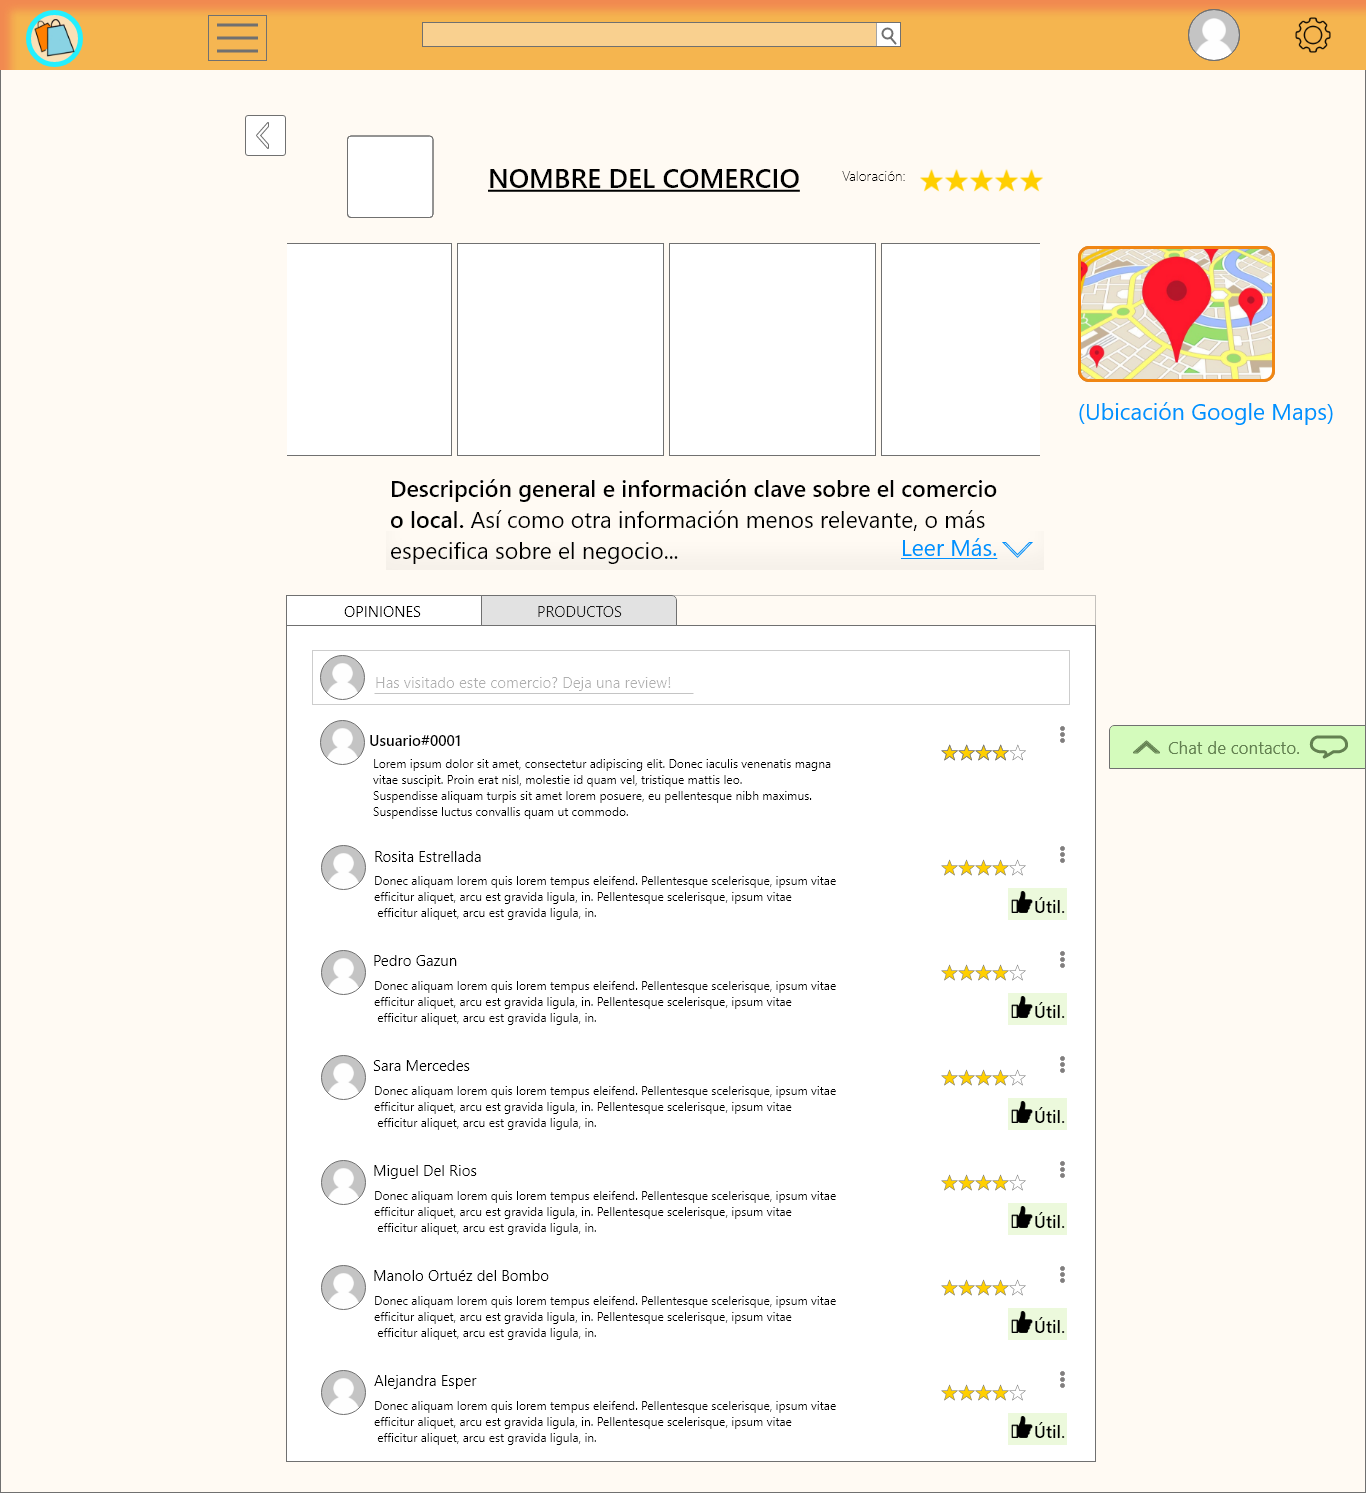 NOMBRE DEL COMERCIO
Valoración:
(Ubicación Google Maps)
Descripción general e información clave sobre el comercio
o local. Así como otra información menos relevante, o más
especifica sobre el negocio...
Leer Más.
OPINIONES
PRODUCTOS
Has visitado este comercio? Deja una review!
Usuario#0001
Lorem ipsum dolor sit amet, consectetur adipiscing elit. Donec iaculis venenatis magna
vitae suscipit. Proin erat nisl, molestie id quam vel, tristique mattis leo.
Suspendisse aliquam turpis sit amet lorem posuere, eu pellentesque nibh maximus.
Suspendisse luctus convallis quam ut commodo.
Chat de contacto.
Rosita Estrellada
Donec aliquam lorem quis lorem tempus eleifend. Pellentesque scelerisque, ipsum vitae
efficitur aliquet, arcu est gravida ligula, in. Pellentesque scelerisque, ipsum vitae
efficitur aliquet, arcu est gravida ligula, in.
Útil.
Pedro Gazun
Donec aliquam lorem quis lorem tempus eleifend. Pellentesque scelerisque, ipsum vitae
efficitur aliquet, arcu est gravida ligula, in. Pellentesque scelerisque, ipsum vitae
efficitur aliquet, arcu est gravida ligula, in.
Útil.
Sara Mercedes
Donec aliquam lorem quis lorem tempus eleifend. Pellentesque scelerisque, ipsum vitae
efficitur aliquet, arcu est gravida ligula, in. Pellentesque scelerisque, ipsum vitae
efficitur aliquet, arcu est gravida ligula, in.
Útil.
Miguel Del Rios
Donec aliquam lorem quis lorem tempus eleifend. Pellentesque scelerisque, ipsum vitae
efficitur aliquet, arcu est gravida ligula, in. Pellentesque scelerisque, ipsum vitae
efficitur aliquet, arcu est gravida ligula, in.
Útil.
Manolo Ortuéz del Bombo
Donec aliquam lorem quis lorem tempus eleifend. Pellentesque scelerisque, ipsum vitae
efficitur aliquet, arcu est gravida ligula, in. Pellentesque scelerisque, ipsum vitae
efficitur aliquet, arcu est gravida ligula, in.
Útil.
Alejandra Esper
Donec aliquam lorem quis lorem tempus eleifend. Pellentesque scelerisque, ipsum vitae
efficitur aliquet, arcu est gravida ligula, in. Pellentesque scelerisque, ipsum vitae
efficitur aliquet, arcu est gravida ligula, in.
Útil.